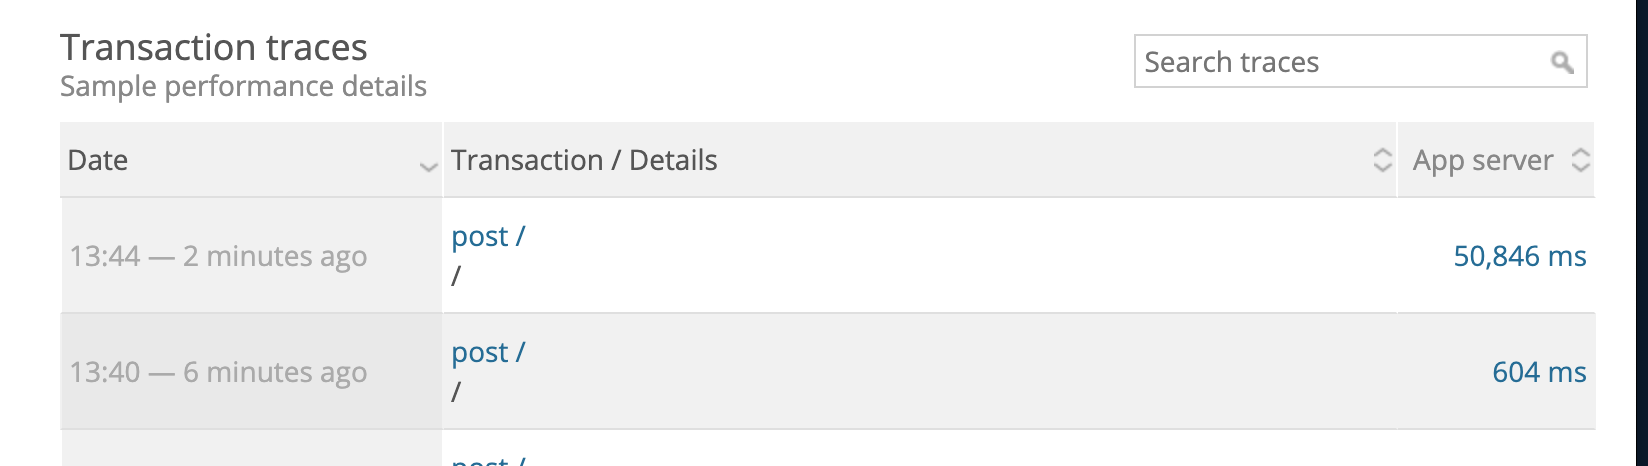 Transaction traces
Sample performance details
Search traces
Date
Transaction / Details
App server
13:44 — 2 minutes ago
post /
/
50,846 ms
13:40 — 6 minutes ago
post /
/
604 ms
post /